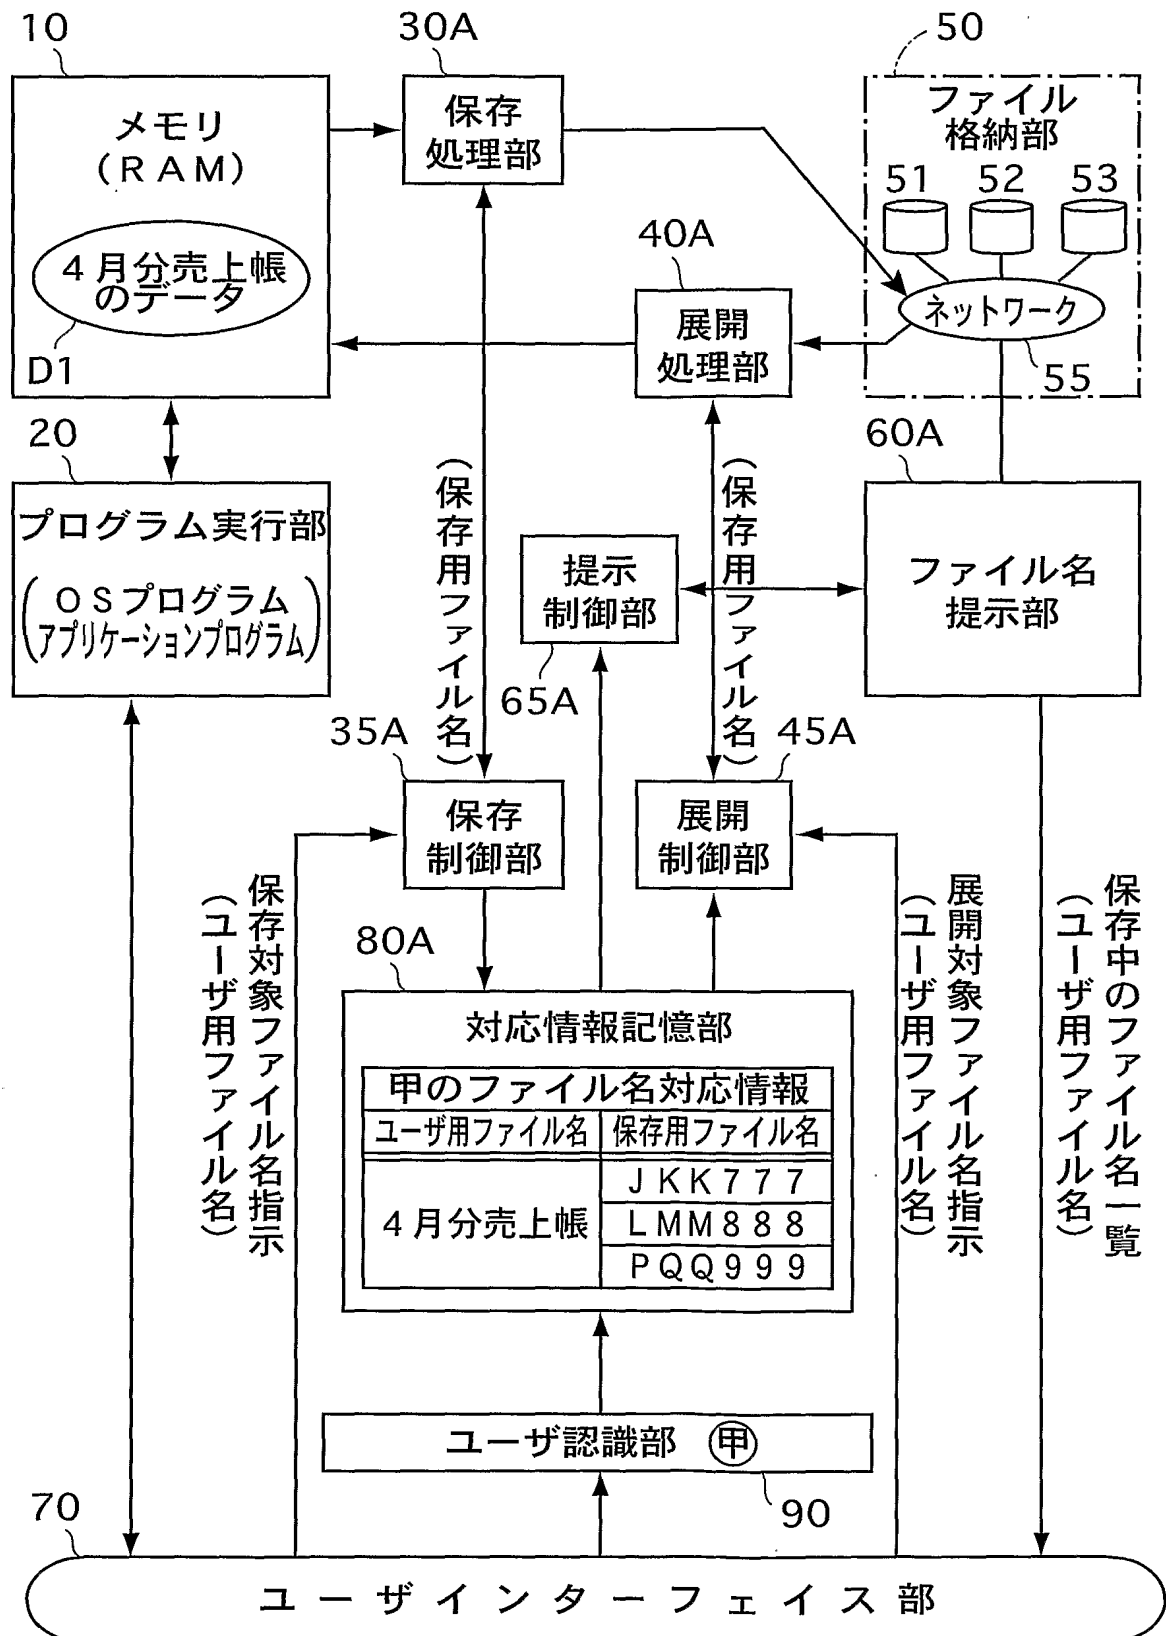 10
30A
50
メモリ
(RAM)
4月分売上帳
のデータ
D1
保存
処理部
ファイル
格納部
51 52 53
ネットワーク
55
40A
展開
処理部
20
プログラム実行部
OSプログラム
アプリケーションプログラム
(保存用ファイル名)
(保存用ファイル名)
60A
ファイル名
提示部
提示
制御部
65A
35A
保存
制御部
45A
展開
制御部
保存対象ファイル名指示
(ユーザ用ファイル名)
展開対象ファイル名指示
(ユーザ用ファイル名)
保存中のファイル名一覧
(ユーザ用ファイル名)
80A
対応情報記憶部
甲のファイル名対応情報
ユーザ用ファイル名 保存用ファイル名
4月分売上帳
JKK777
LMM888
PQQ999
ユーザ認識部 甲
90
70
ユーザインターフェイス部